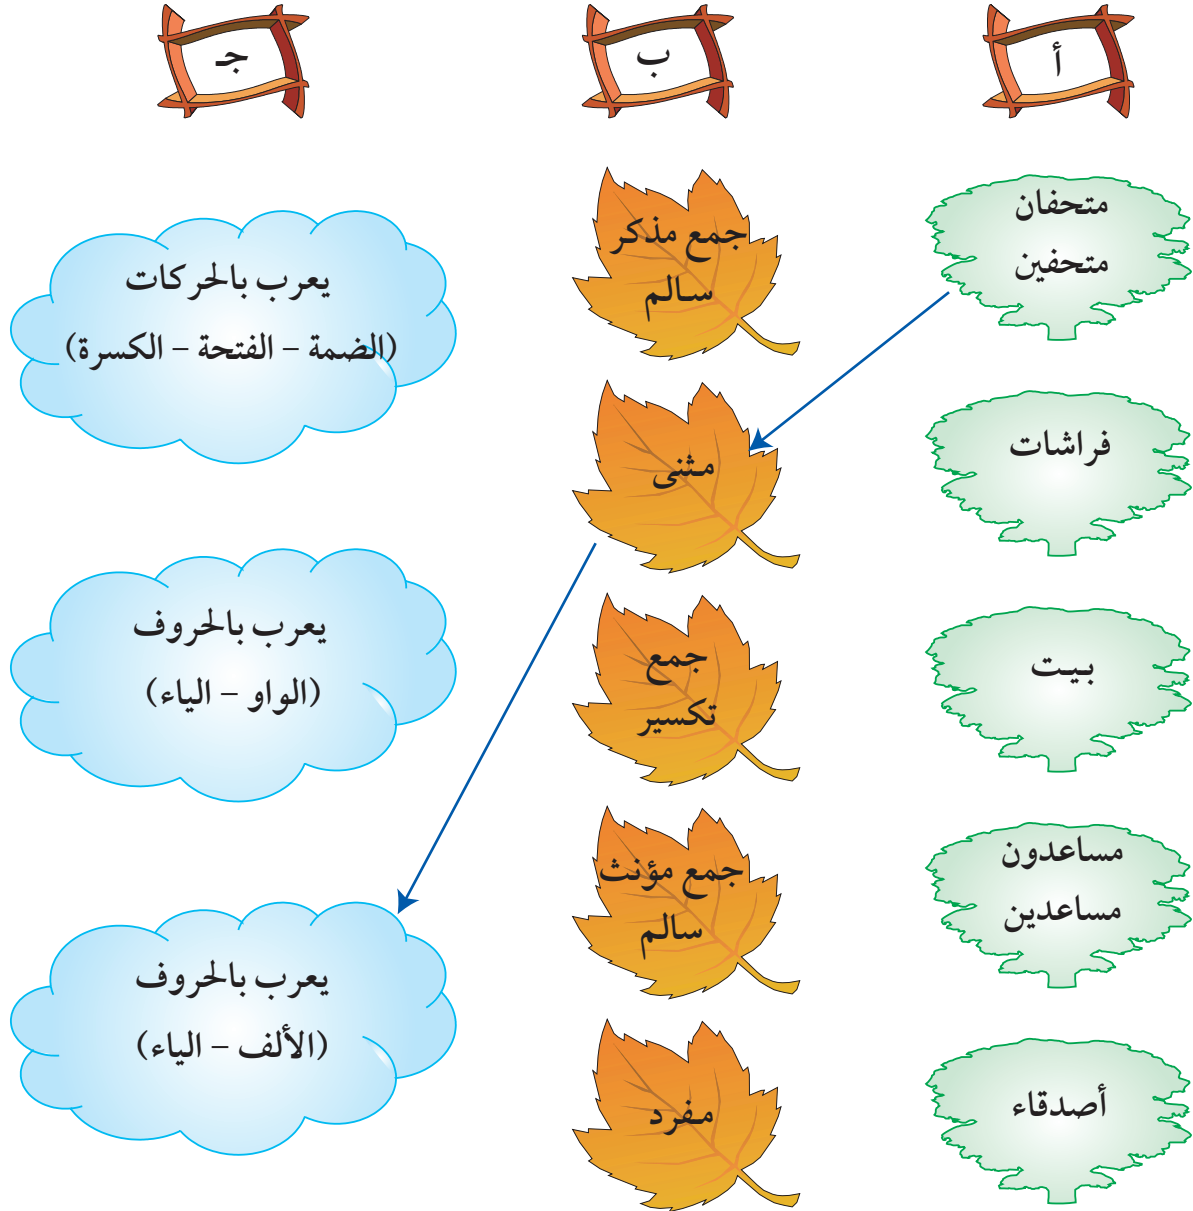 أ
ب
جـ
متحفان
متحفين
فراشات
بيت
مساعدون
مساعدين
أصدقاء
جمع مذكر
سالم
مثنى
جمع
تكسير
جمع مؤنث
سالم
مفرد
يعرب بالحركات
(الضمة – الفتحة – الكسرة)
يعرب بالحروف
(الواو – الياء)
يعرب بالحروف
(الألف – الياء)